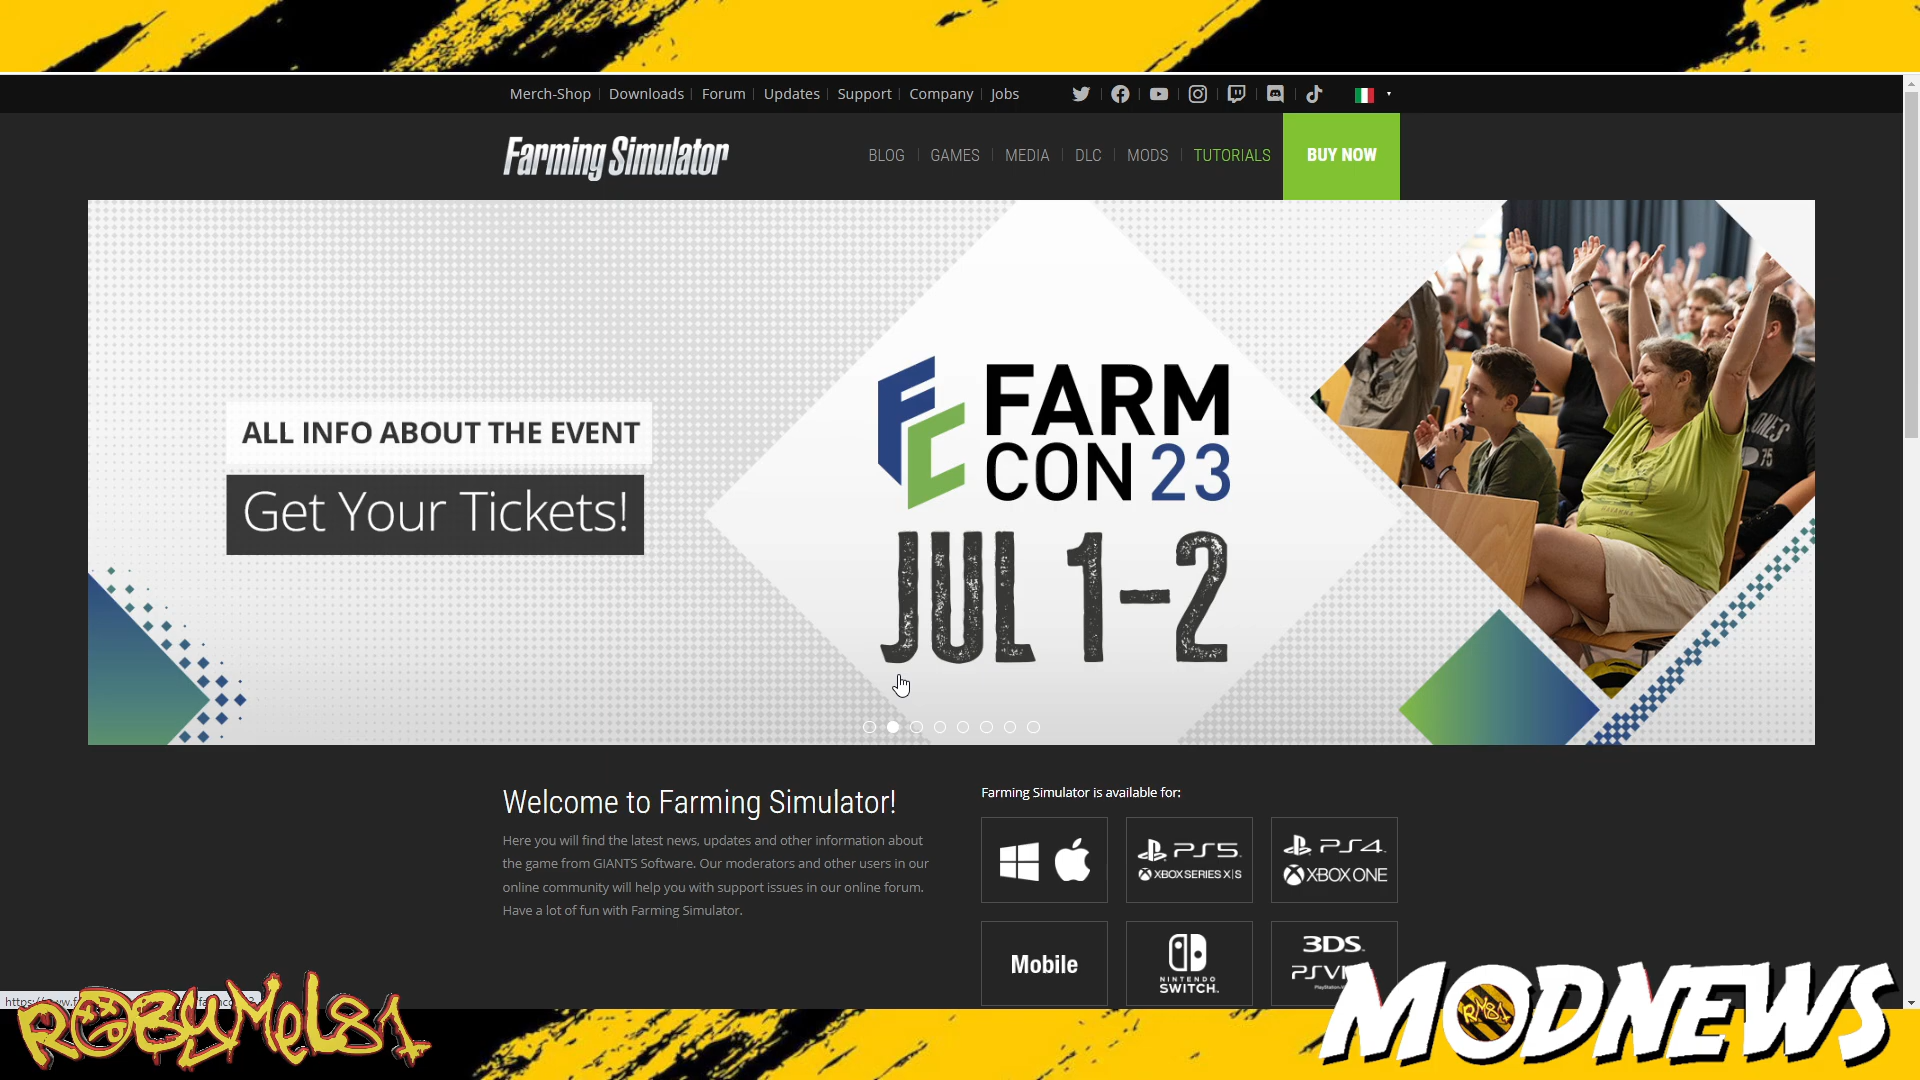 Merch-Shop Downloads Forum Updates Support Company Jobs
Farming Simulator
BLOG GAMES MEDIA DLC MODS TUTORIALS BUY NOW
ALL INFO ABOUT THE EVENT
Get Your Tickets!
FC FARM
CON 23
JUL 1-2
75
Welcome to Farming Simulator!
Here you will find the latest news, updates and other information about
the game from GIANTS Software. Our moderators and other users in our
online community will help you with support issues in our online forum.
Have a lot of fun with Farming Simulator.
Farming Simulator is available for:
PS5
XBOX SERIES X|S
PS4
XBOX ONE
Mobile
NINTENDO
SWITCH
3DS
RobyMel81
RM81
MODNEWS